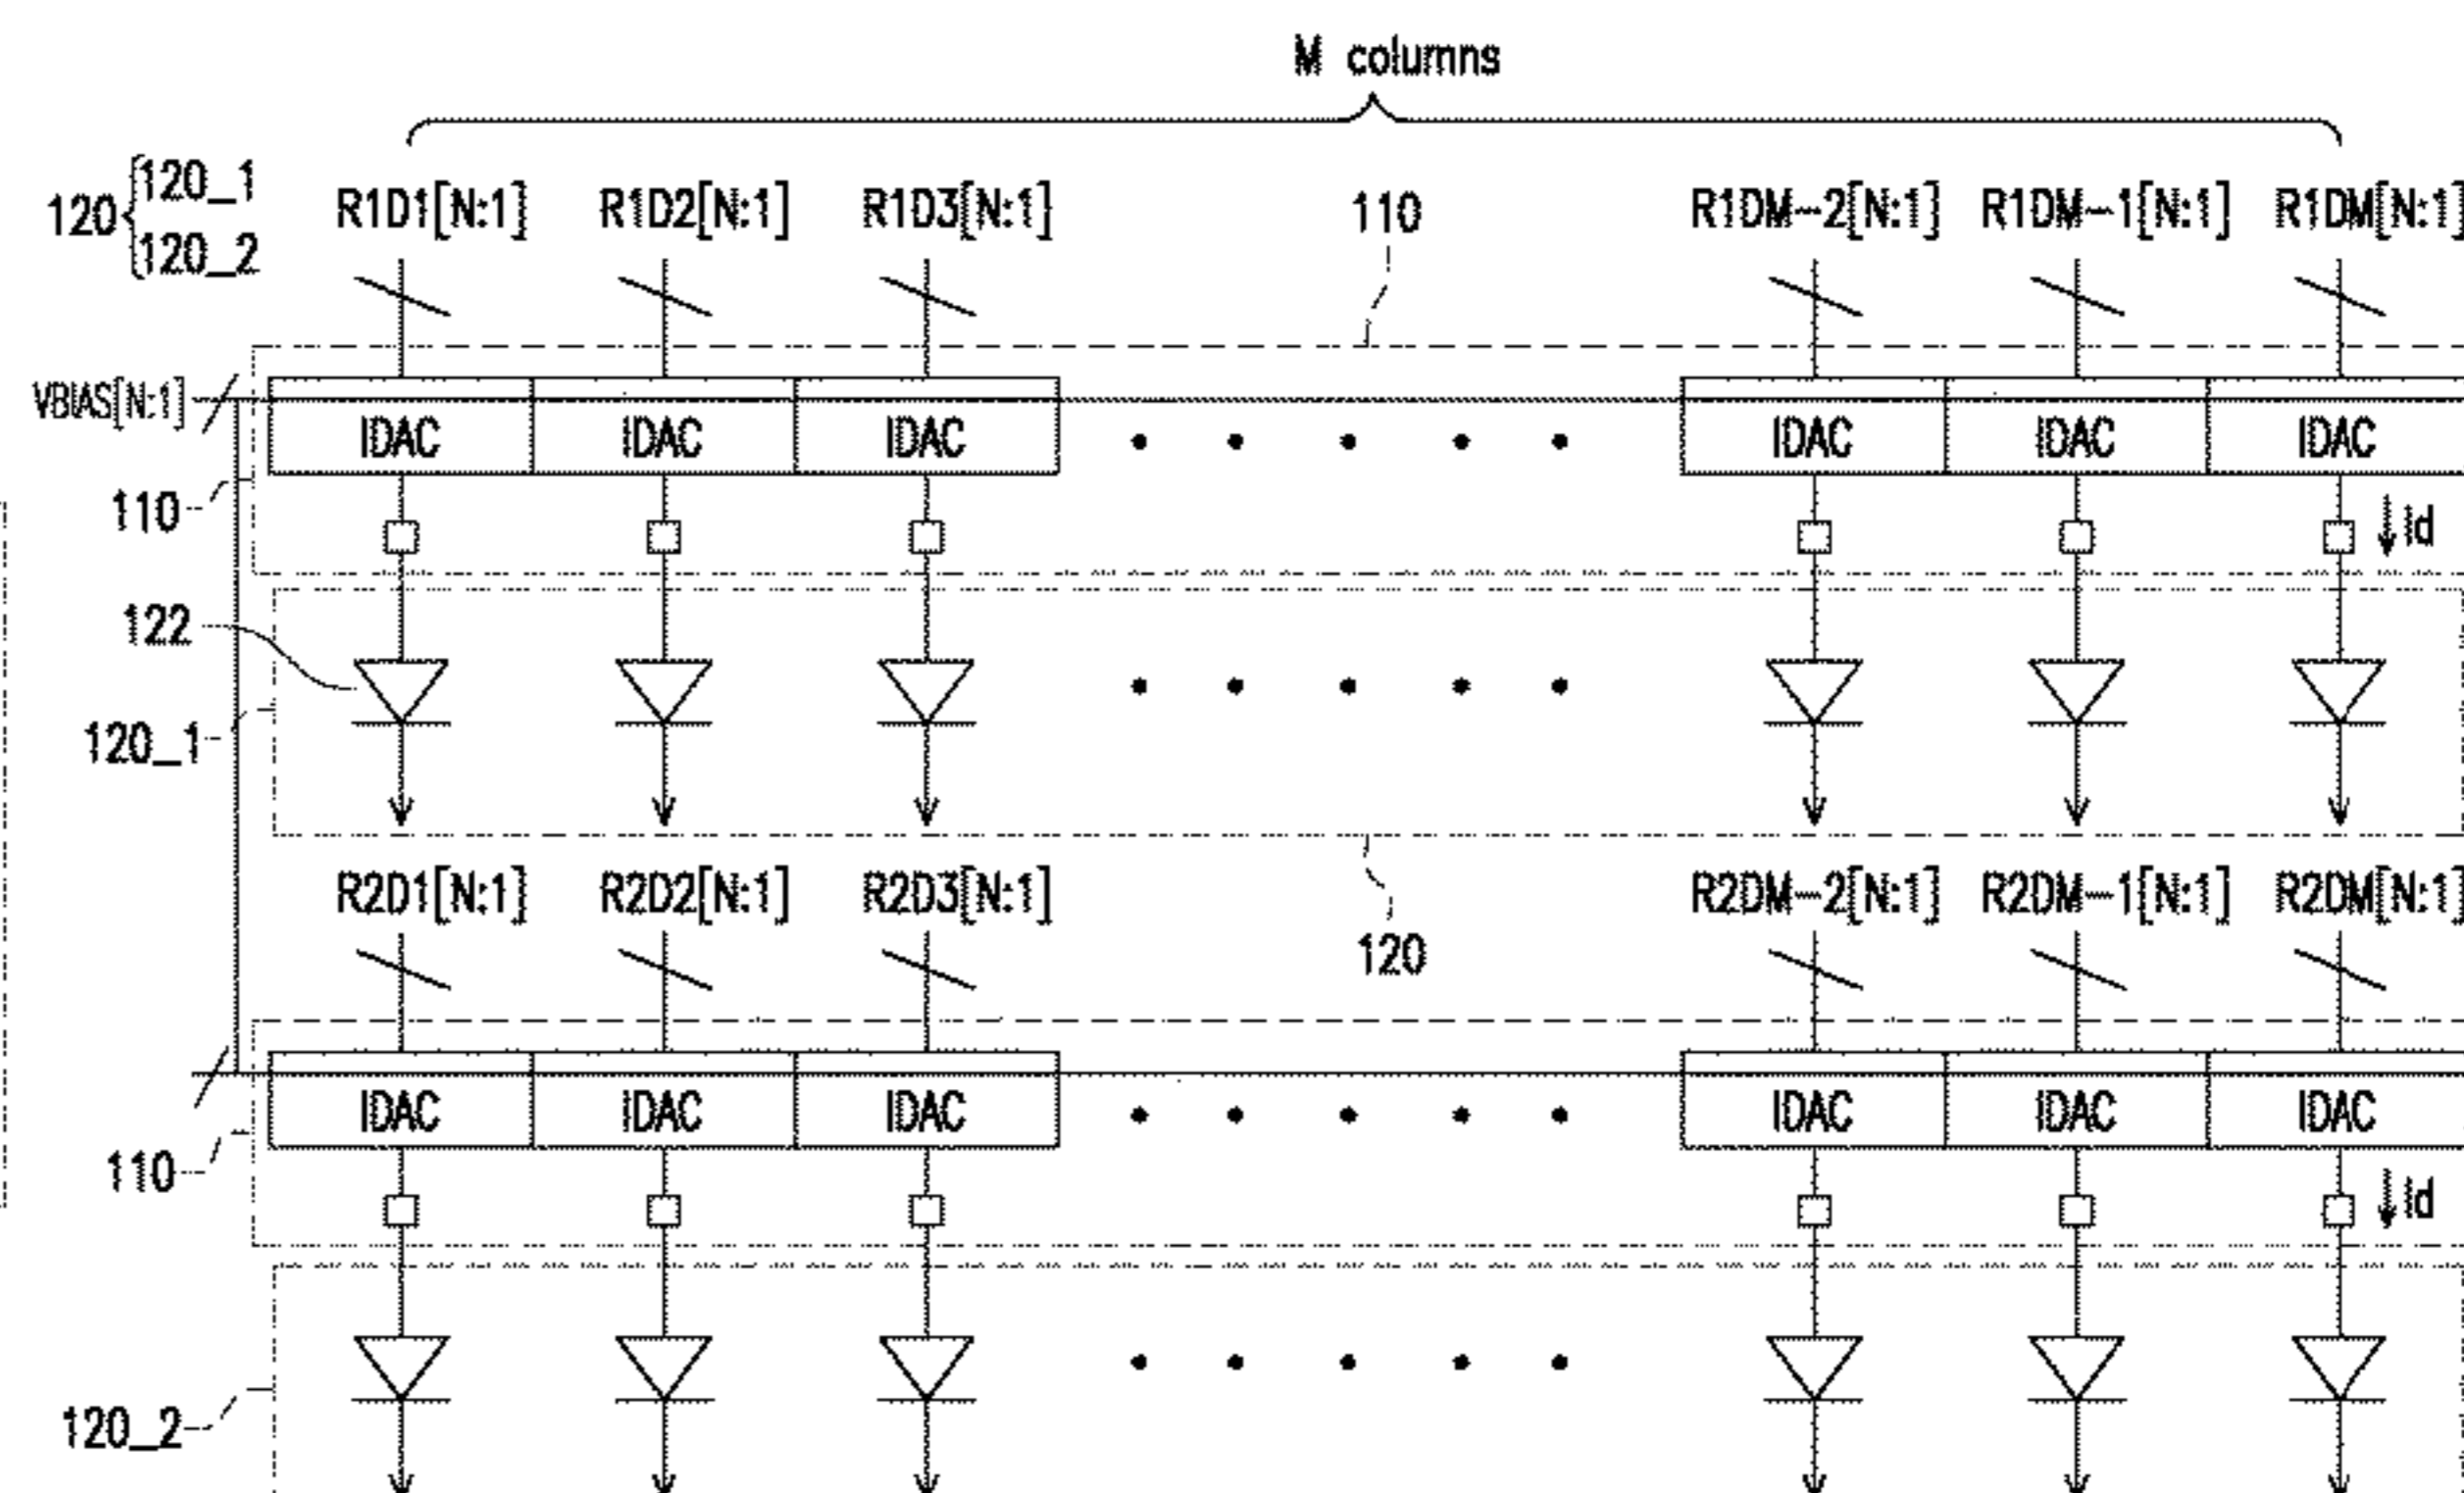 M columns
120 { 120_1
120_2
R1D1[N:1] R1D2[N:1] R1D3[N:1] 110 R1DM-2[N:1] R1DM-1[N:1] R1DM[N:1]
VBIAS[N:1]
IDAC IDAC IDAC IDAC IDAC IDAC
110 Id
122
120_1
R2D1[N:1] R2D2[N:1] R2D3[N:1] R2DM-2[N:1] R2DM-1[N:1] R2DM[N:1]
120
IDAC IDAC IDAC IDAC IDAC IDAC
110 Id
120_2